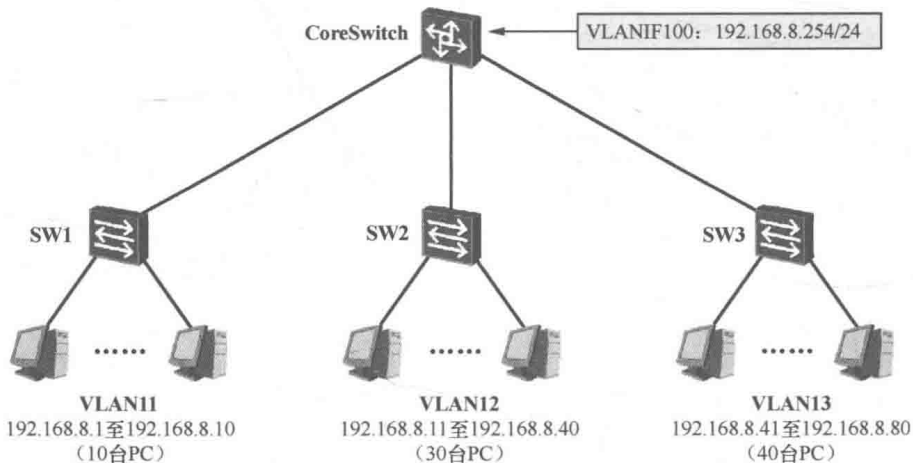 CoreSwitch
VLANIF100：192.168.8.254/24
SW1
SW2
SW3
······
······
······
VLAN11
192.168.8.1至192.168.8.10
（10台PC）
VLAN12
192.168.8.11至192.168.8.40
（30台PC）
VLAN13
192.168.8.41至192.168.8.80
（40台PC）